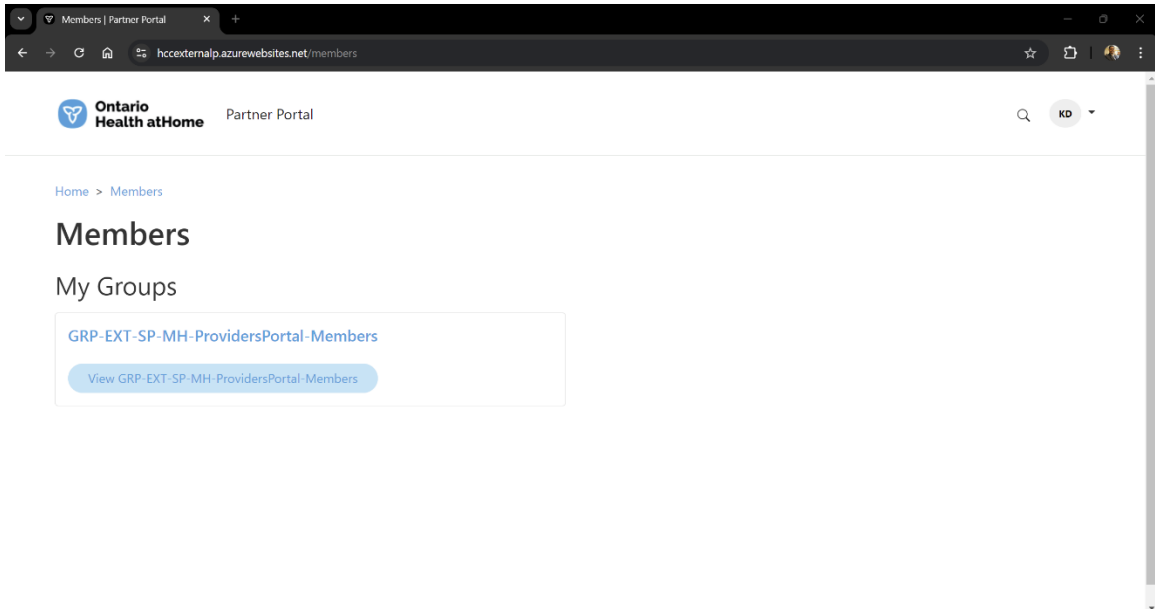 Members | Partner Portal
hccexternalp.azurewebsites.net/members
Ontario
Health atHome
Partner Portal
KD
Home > Members
Members
My Groups
GRP-EXT-SP-MH-ProvidersPortal-Members
View GRP-EXT-SP-MH-ProvidersPortal-Members